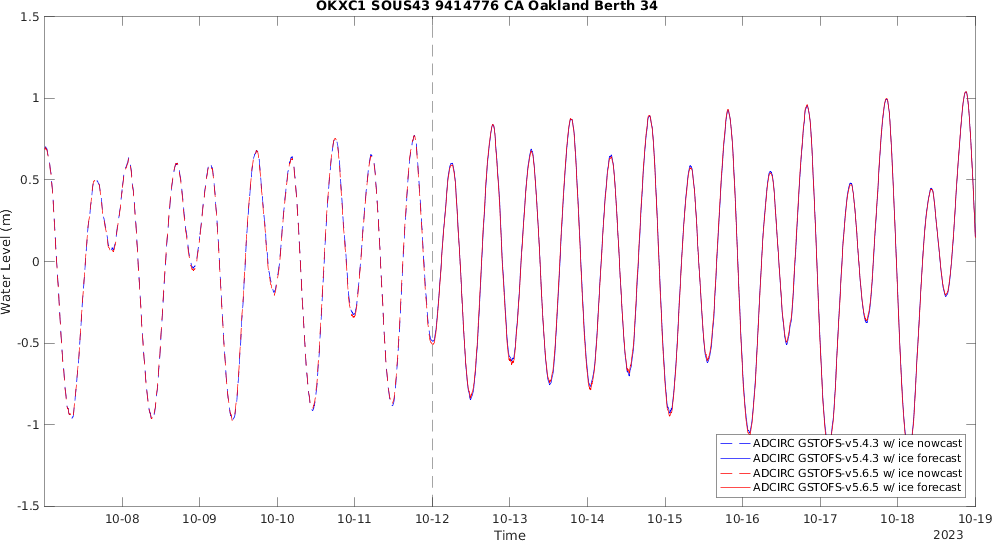 OKXC1 SOUS43 9414776 CA Oakland Berth 34
1.5
1
0.5
0
-0.5
-1
-1.5
Water Level (m)
10-08 10-09 10-10 10-11 10-12 10-13 10-14 10-15 10-16 10-17 10-18 10-19
Time
2023
ADCIRC GSTOFS-v5.4.3 w/ ice nowcast
ADCIRC GSTOFS-v5.4.3 w/ ice forecast
ADCIRC GSTOFS-v5.6.5 w/ ice nowcast
ADCIRC GSTOFS-v5.6.5 w/ ice forecast